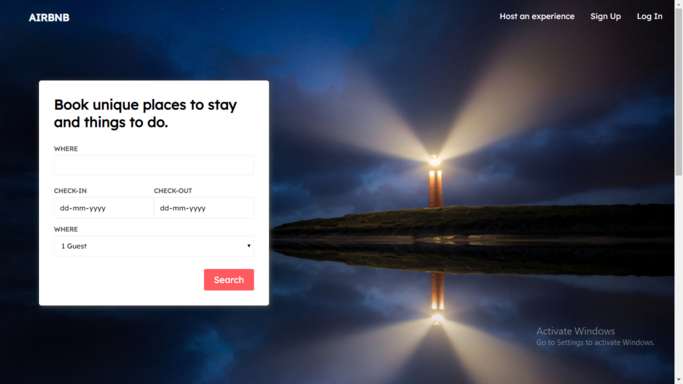 AIRBNB
Host an experience Sign Up Log In
Book unique places to stay
and things to do.
WHERE
CHECK-IN CHECK-OUT
dd-mm-yyyy dd-mm-yyyy
WHERE
1 Guest
Search
Activate Windows
Go to Settings to activate Windows.